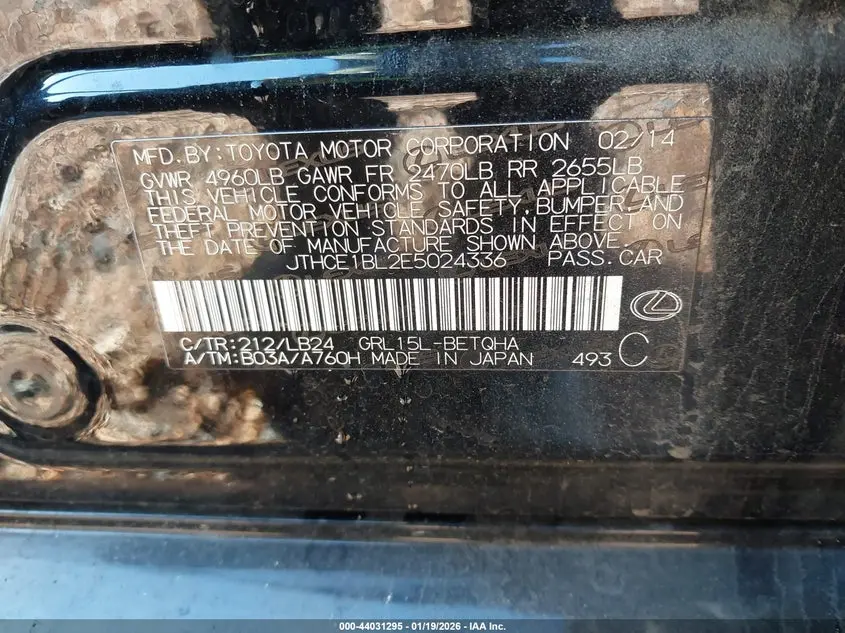 MFD.BY:TOYOTA MOTOR CORPORATION 02/14
GVWR 4960LB GAWR FR 2470LB RR 2655LB
THIS VEHICLE CONFORMS TO ALL APPLICABLE
FEDERAL MOTOR VEHICLE SAFETY,BUMPER,AND
THEFT PREVENTION STANDARDS IN EFFECT ON
THE DATE OF MANUFACTURE SHOWN ABOVE.
JTHCE1BL2E5024336 PASS.CAR
C/TR:212/LB24 GRL15L-BETQHA
A/TM:B03A/A760H MADE IN JAPAN 493 C
000-44031295 - 01/19/2026 - IAA Inc.